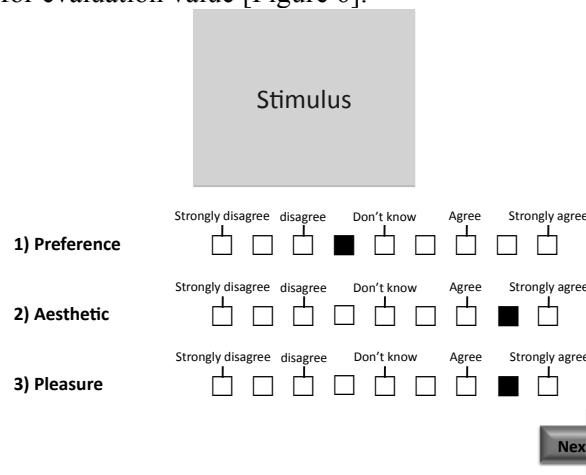 for evaluation value [Figure 6].
Stimulus
Strongly disagree disagree Don't know Agree Strongly agree
1) Preference
Strongly disagree disagree Don't know Agree Strongly agree
2) Aesthetic
Strongly disagree disagree Don't know Agree Strongly agree
3) Pleasure
Nex